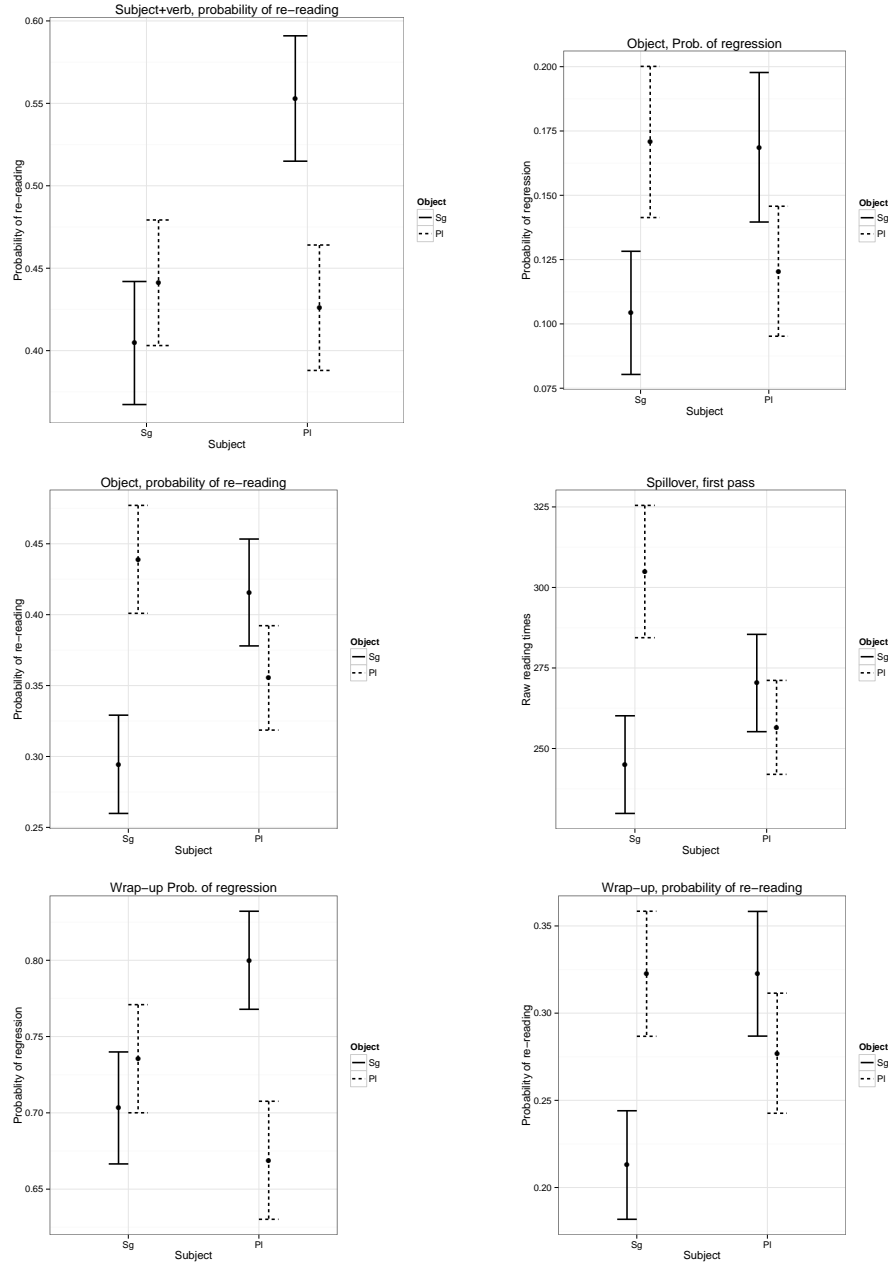 Subject+verb, probability of re−reading
Probability of re−reading
0.60
0.55
0.50
0.45
0.40
Sg
Pl
Subject
Object
Sg
Pl
Object, Prob. of regression
Probability of regression
0.200
0.175
0.150
0.125
0.100
0.075
Sg
Pl
Subject
Object
Sg
Pl
Object, probability of re−reading
Probability of re−reading
0.45
0.40
0.35
0.30
0.25
Sg
Pl
Subject
Object
Sg
Pl
Spillover, first pass
Raw reading times
325
300
275
250
Sg
Pl
Subject
Object
Sg
Pl
Wrap−up Prob. of regression
Probablity of regression
0.80
0.75
0.70
0.65
Sg
Pl
Subject
Object
Sg
Pl
Wrap−up, probability of re−reading
Probability of re−reading
0.35
0.30
0.25
0.20
Sg
Pl
Subject
Object
Sg
Pl